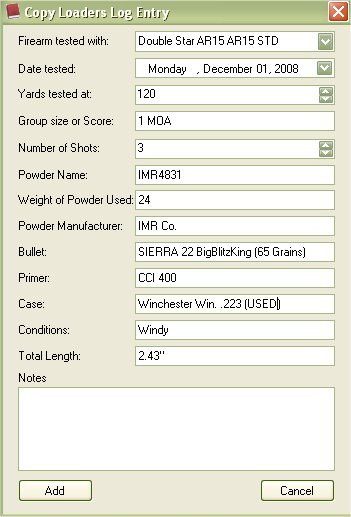 Copy Loaders Log Entry
Firearm tested with: Double Star AR15 AR15 STD
Date tested: Monday , December 01, 2008
Yards tested at: 120
Group size or Score: 1 MOA
Number of Shots: 3
Powder Name: IMR4831
Weight of Powder Used: 24
Powder Manufacturer: IMR Co.
Bullet: SIERRA 22 BigBlitzKing (65 Grains)
Primer: CCI 400
Case: Winchester Win. .223 (USED)
Conditions: Windy
Total Length: 2.43"
Notes
Add Cancel